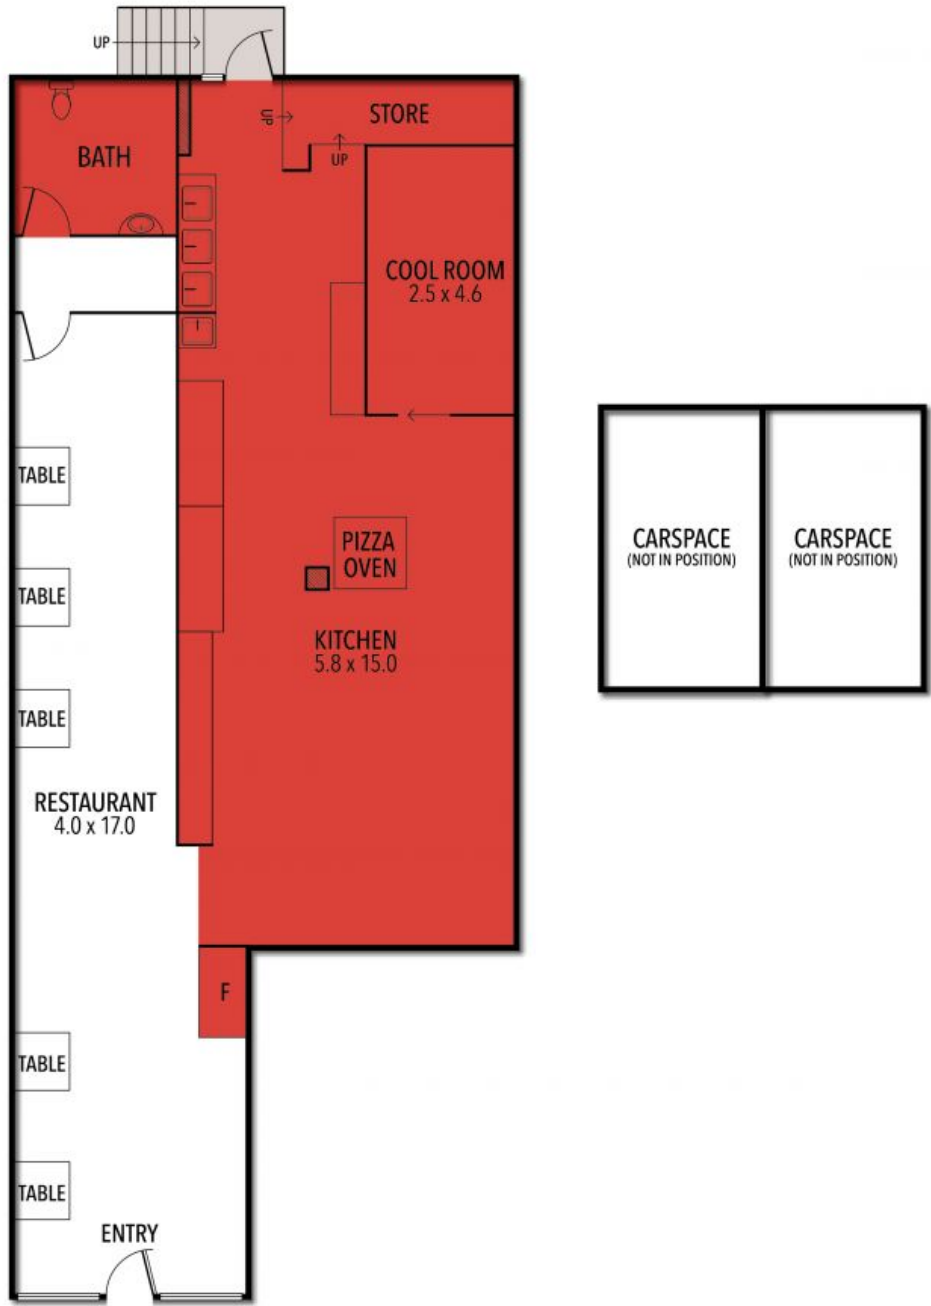 UP
UP
STORE
UP
BATH
COOL ROOM
2.5 x 4.6
TABLE
PIZZA
OVEN
CARSPACE
(NOT IN POSITION)
CARSPACE
(NOT IN POSITION)
TABLE
KITCHEN
5.8 x 15.0
TABLE
RESTAURANT
4.0 x 17.0
F
TABLE
TABLE
ENTRY